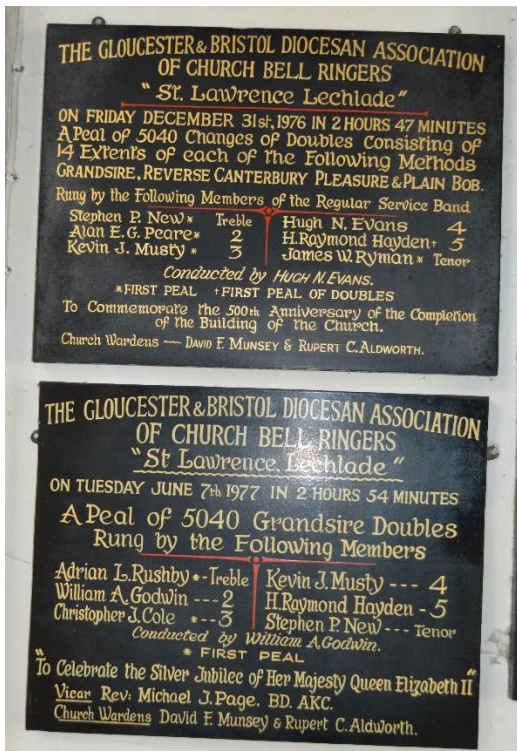 THE GLOUCESTER & BRISTOL DIOCESAN ASSOCIATION
OF CHURCH BELL RINGERS
"St. Lawrence Lechlade"
ON FRIDAY DECEMBER 31st, 1976 IN 2 HOURS 47 MINUTES
A Peal of 5040 Changes of Doubles Consisting of
14 Extents of each of the Following Methods
GRANDSIRE, REVERSE CANTERBURY PLEASURE & PLAIN BOB.
Rung by the Following Members of the Regular Service Band
Stephen P. New * Treble Hugh N. Evans 4
Alan E. G. Peare * 2 H. Raymond Hayden † 5
Kevin J. Musty * 3 James W. Ryman * Tenor
Conducted by HUGH N. EVANS.
*FIRST PEAL †FIRST PEAL OF DOUBLES
To Commemorate the 500th Anniversary of the Completion
of the Building of the Church.
Church Wardens — DAVID F. MUNSEY & RUPERT C. ALDWORTH.
THE GLOUCESTER & BRISTOL DIOCESAN ASSOCIATION
OF CHURCH BELL RINGERS
"St Lawrence, Lechlade"
ON TUESDAY JUNE 7th 1977 IN 2 HOURS 54 MINUTES
A Peal of 5040 Grandsire Doubles
Rung by the Following Members
Adrian L. Rushby * - Treble Kevin J. Musty --- 4
William A. Godwin --- 2 H. Raymond Hayden - 5
Christopher J. Cole * -- 3 Stephen P. New --- Tenor
Conducted by William A. Godwin.
* FIRST PEAL
"To Celebrate the Silver Jubilee of Her Majesty Queen Elizabeth II"
Vicar Rev: Michael J. Page. BD. AKC.
Church Wardens David F. Munsey & Rupert C. Aldworth.